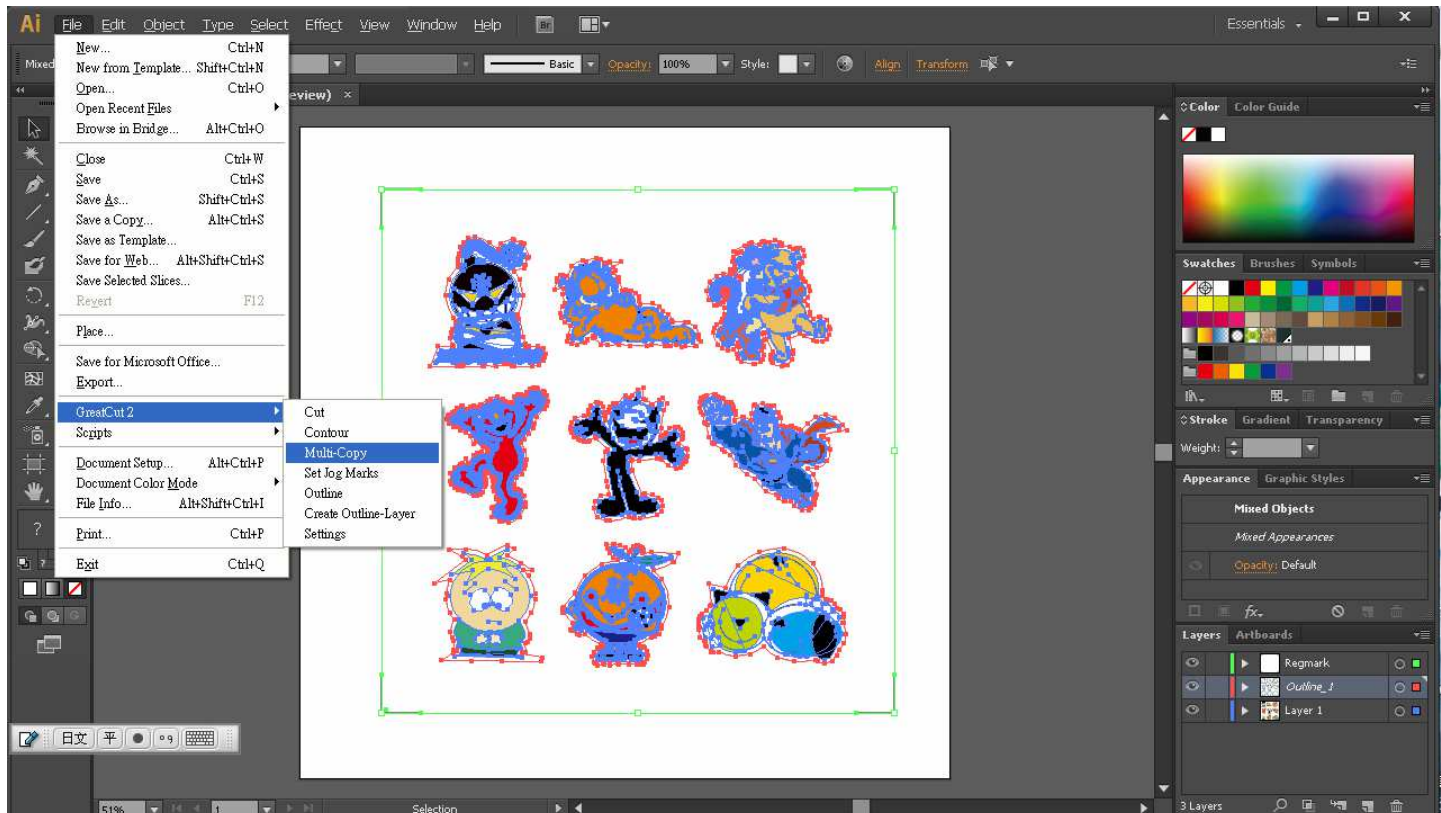 Ai File Edit Object Type Select Effect View Window Help Br Essentials
Mixed Basic Opacity: 100% Style: Align Transform
eview) ×
New... Ctrl+N
New from Template... Shift+Ctrl+N
Open... Ctrl+O
Open Recent Files
Browse in Bridge... Alt+Ctrl+O
Close Ctrl+W
Save Ctrl+S
Save As... Shift+Ctrl+S
Save a Copy... Alt+Ctrl+S
Save as Template...
Save for Web... Alt+Shift+Ctrl+S
Save Selected Slices...
Revert F12
Place...
Save for Microsoft Office...
Export...
GreatCut 2
Scripts
Document Setup... Alt+Ctrl+P
Document Color Mode
File Info... Alt+Shift+Ctrl+I
Print... Ctrl+P
Exit Ctrl+Q
Cut
Contour
Multi-Copy
Set Jog Marks
Outline
Create Outline-Layer
Settings
Color Color Guide
Swatches Brushes Symbols
Stroke Gradient Transparency
Weight:
Appearance Graphic Styles
Mixed Objects
Mixed Appearances
Opacity: Default
fx
Layers Artboards
Regmark
Outline_1
Layer 1
3 Layers
日文 平
51% 1 Selection